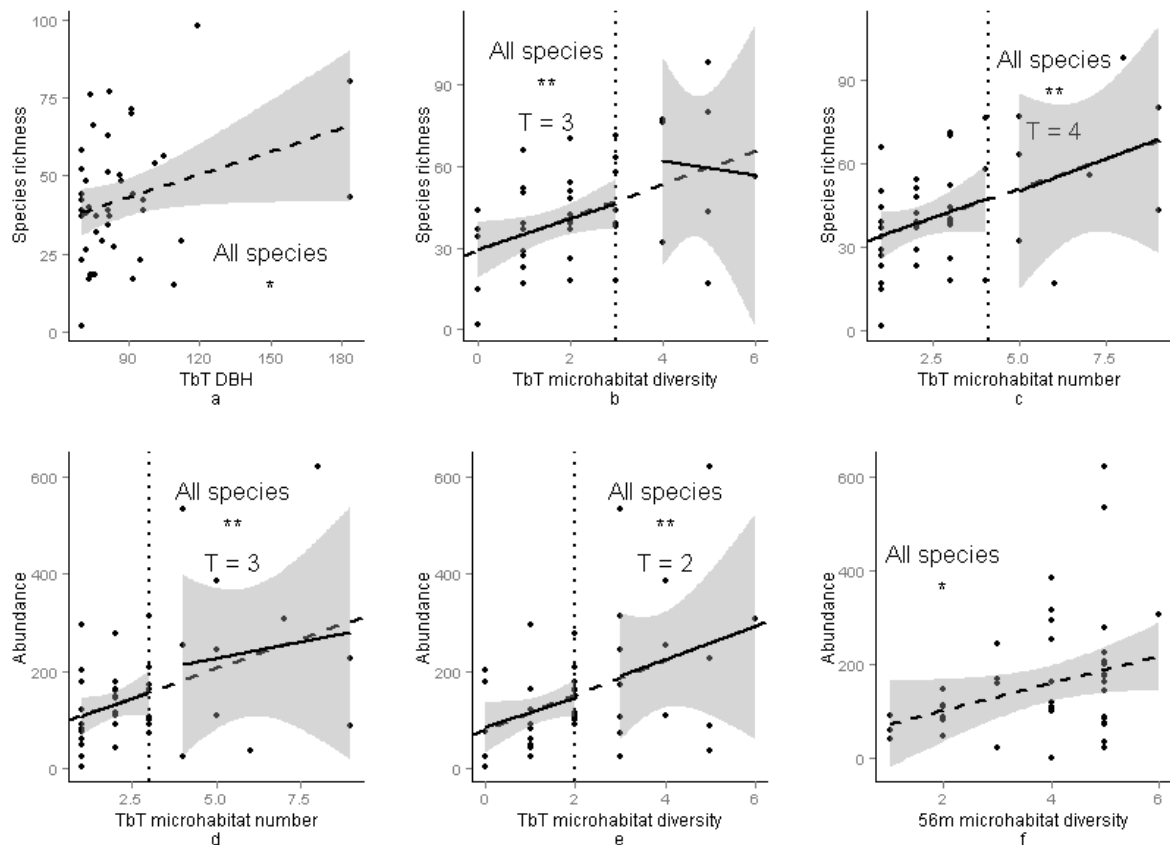 Species richness
100
75
50
25
0
All species
*
90
120
150
180
TbT DBH
a
Species richness
90
60
30
0
All species
**
T = 3
0
2
4
6
TbT microhabitat diversity
b
Species richness
90
60
30
0
All species
**
T = 4
2.5
5.0
7.5
TbT microhabitat number
c
Abundance
600
400
200
0
All species
**
T = 3
2.5
5.0
7.5
TbT microhabitat number
d
Abundance
600
400
200
0
All species
**
T = 2
0
2
4
6
TbT microhabitat diversity
e
Abundance
600
400
200
0
All species
*
2
4
6
56m microhabitat diversity
f